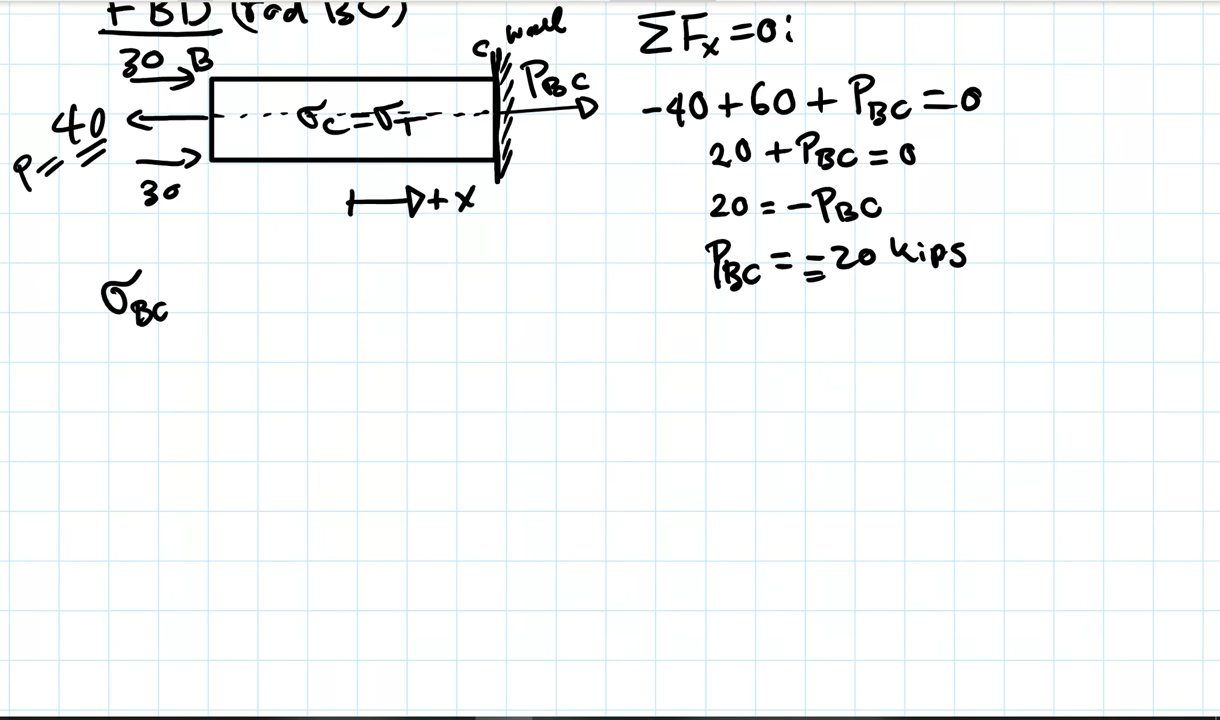 FBD (rod BC)
30 B
C wall
P_BC
40
σ_C = σ_T
P =
30
+ x
σ_BC
ΣF_x = 0 :
-40 + 60 + P_BC = 0
20 + P_BC = 0
20 = -P_BC
P_BC = -20 kips